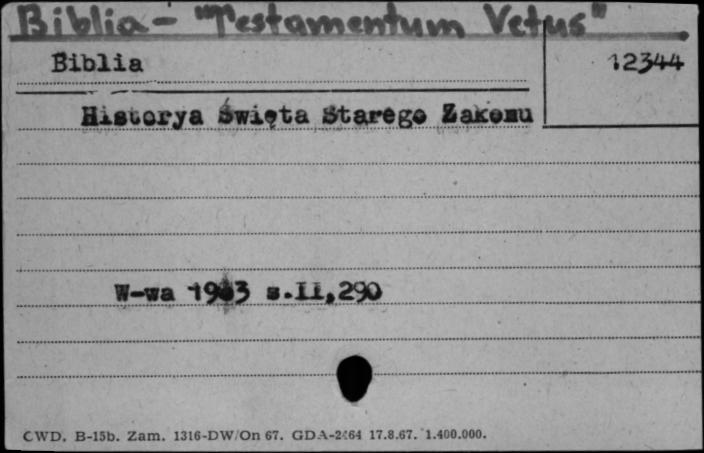 Biblia - "Testamentum Vetus"
Biblia
12344
Historya Święta Starego Zakonu
W-wa s.II,290
CWD. B-15b. Zam. 1316-DW/On 67. GDA-2464 17.8.67. 1.400.000.